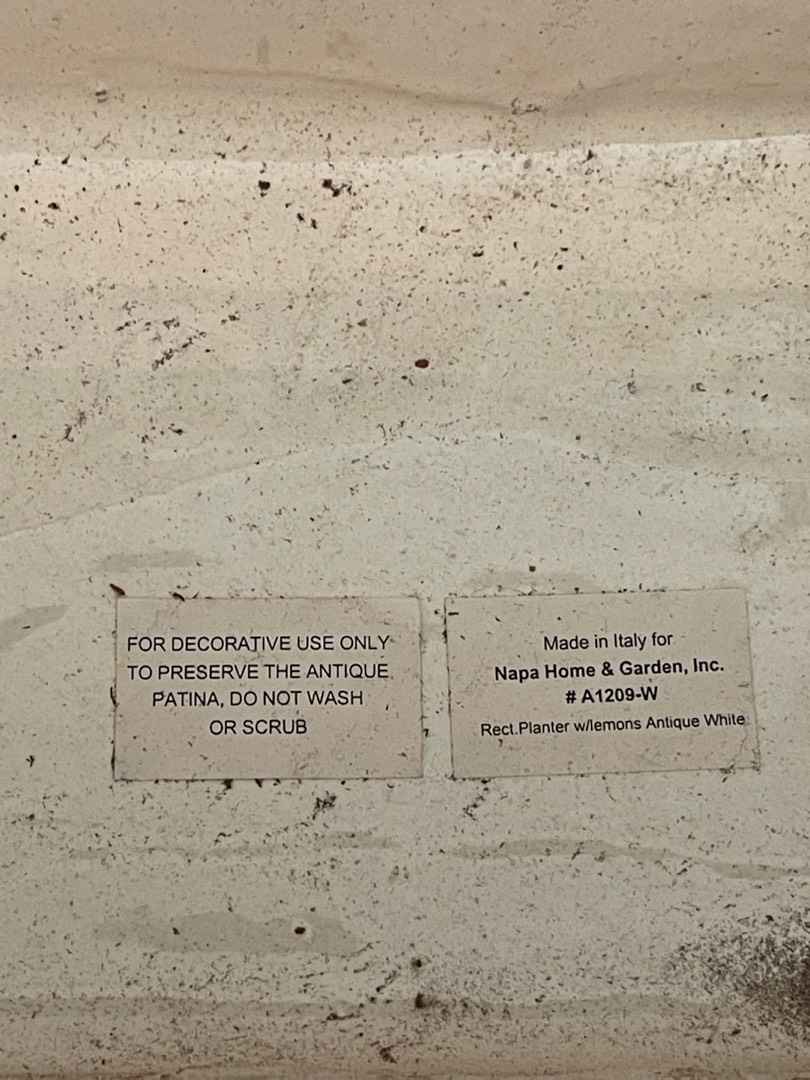 FOR DECORATIVE USE ONLY
TO PRESERVE THE ANTIQUE
PATINA, DO NOT WASH
OR SCRUB
Made in Italy for
Napa Home & Garden, Inc.
# A1209-W
Rect.Planter w/lemons Antique White